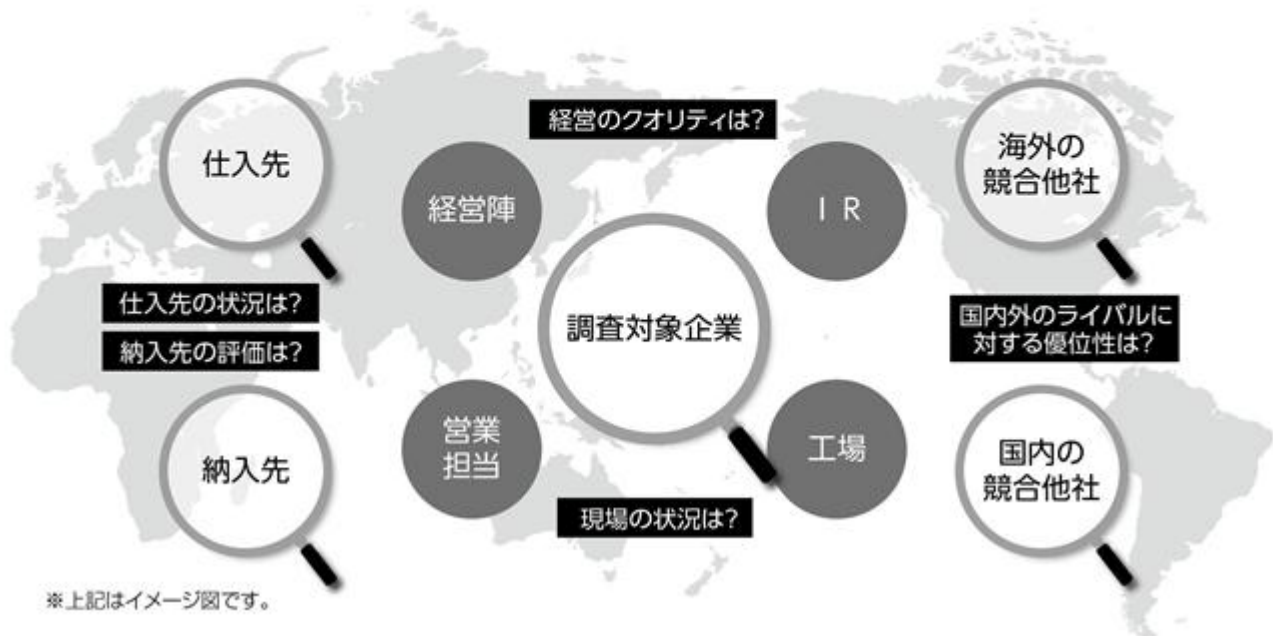 仕入先
仕入先の状況は?
納入先の評価は?
納入先
経営のクオリティは?
経営陣
ＩＲ
調査対象企業
営業
担当
工場
現場の状況は?
海外の
競合他社
国内外のライバルに
対する優位性は?
国内の
競合他社
※上記はイメージ図です。